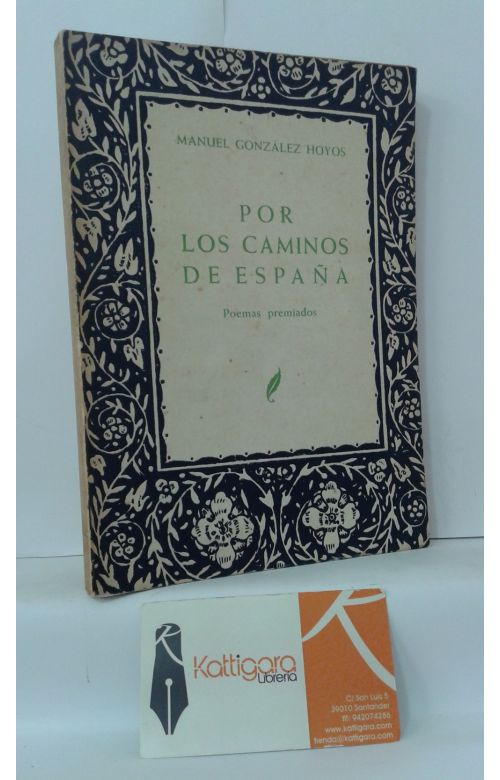 MANUEL GONZÁLEZ HOYOS
POR
LOS CAMINOS
DE ESPAÑA
Poemas premiados
Kattigara
Librería
C/ San Luis 5
39010 Santander
tlf: 942074286
www.kattigara.com
tienda@kattigara.com